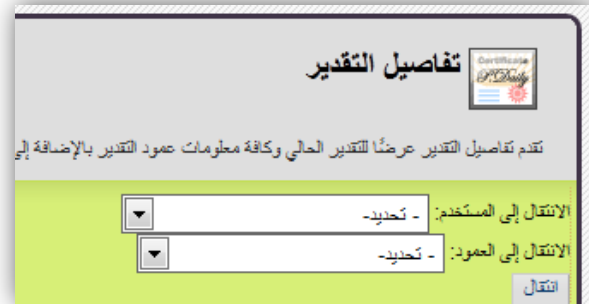 تفاصيل التقدير
Certificate
تقدم تفاصيل التقدير عرضًا للتقدير الحالي وكافة معلومات عمود التقدير بالإضافة إلى
الانتقال إلى المستخدم: - تحديد-
الانتقال إلى العمود: - تحديد-
انتقال